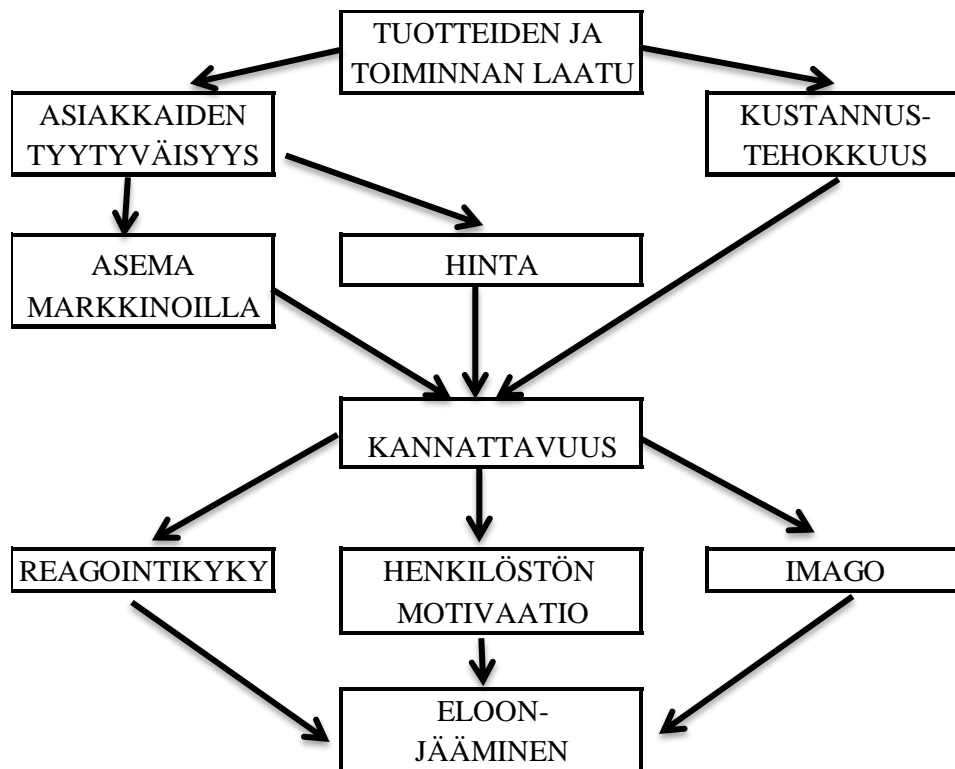 TUOTTEIDEN JA
TOIMINNAN LAATU
ASIAKKAIDEN
TYYTYVÄISYYS
KUSTANNUS-
TEHOKKUUS
ASEMA
MARKKINOILLA
HINTA
KANNATTAVUUS
REAGOINTIKYKY
HENKILÖSTÖN
MOTIVAATIO
IMAGO
ELOON-
JÄÄMINEN